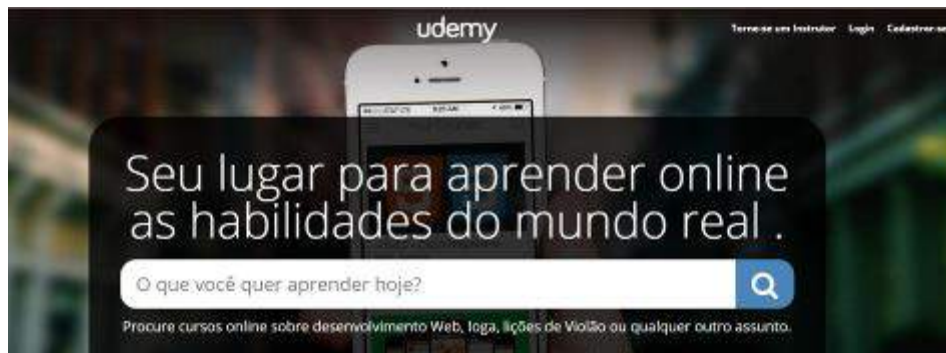 udemy
Torne-se um Instrutor Login Cadastrar-se
Seu lugar para aprender online
as habilidades do mundo real .
O que você quer aprender hoje?
Procure cursos online sobre desenvolvimento Web, Ioga, lições de Violão ou qualquer outro assunto.